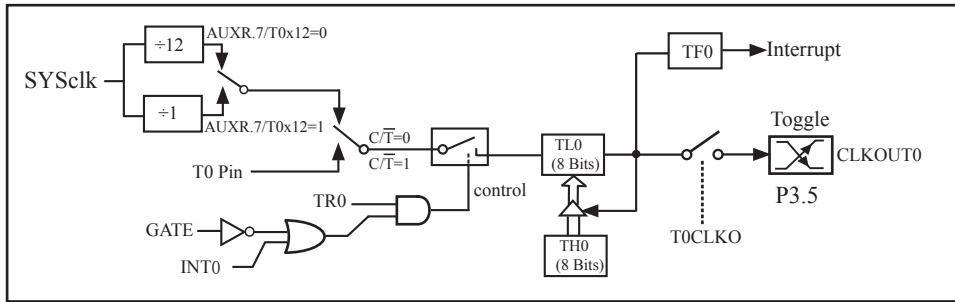 ÷12
AUXR.7/T0x12=0
SYSclk
÷1
AUXR.7/T0x12=1
T0 Pin
C/T̅=0
C/T̅=1
TR0
GATE
INT0
control
TL0
(8 Bits)
TH0
(8 Bits)
TF0
Interrupt
T0CLKO
Toggle
CLKOUT0
P3.5